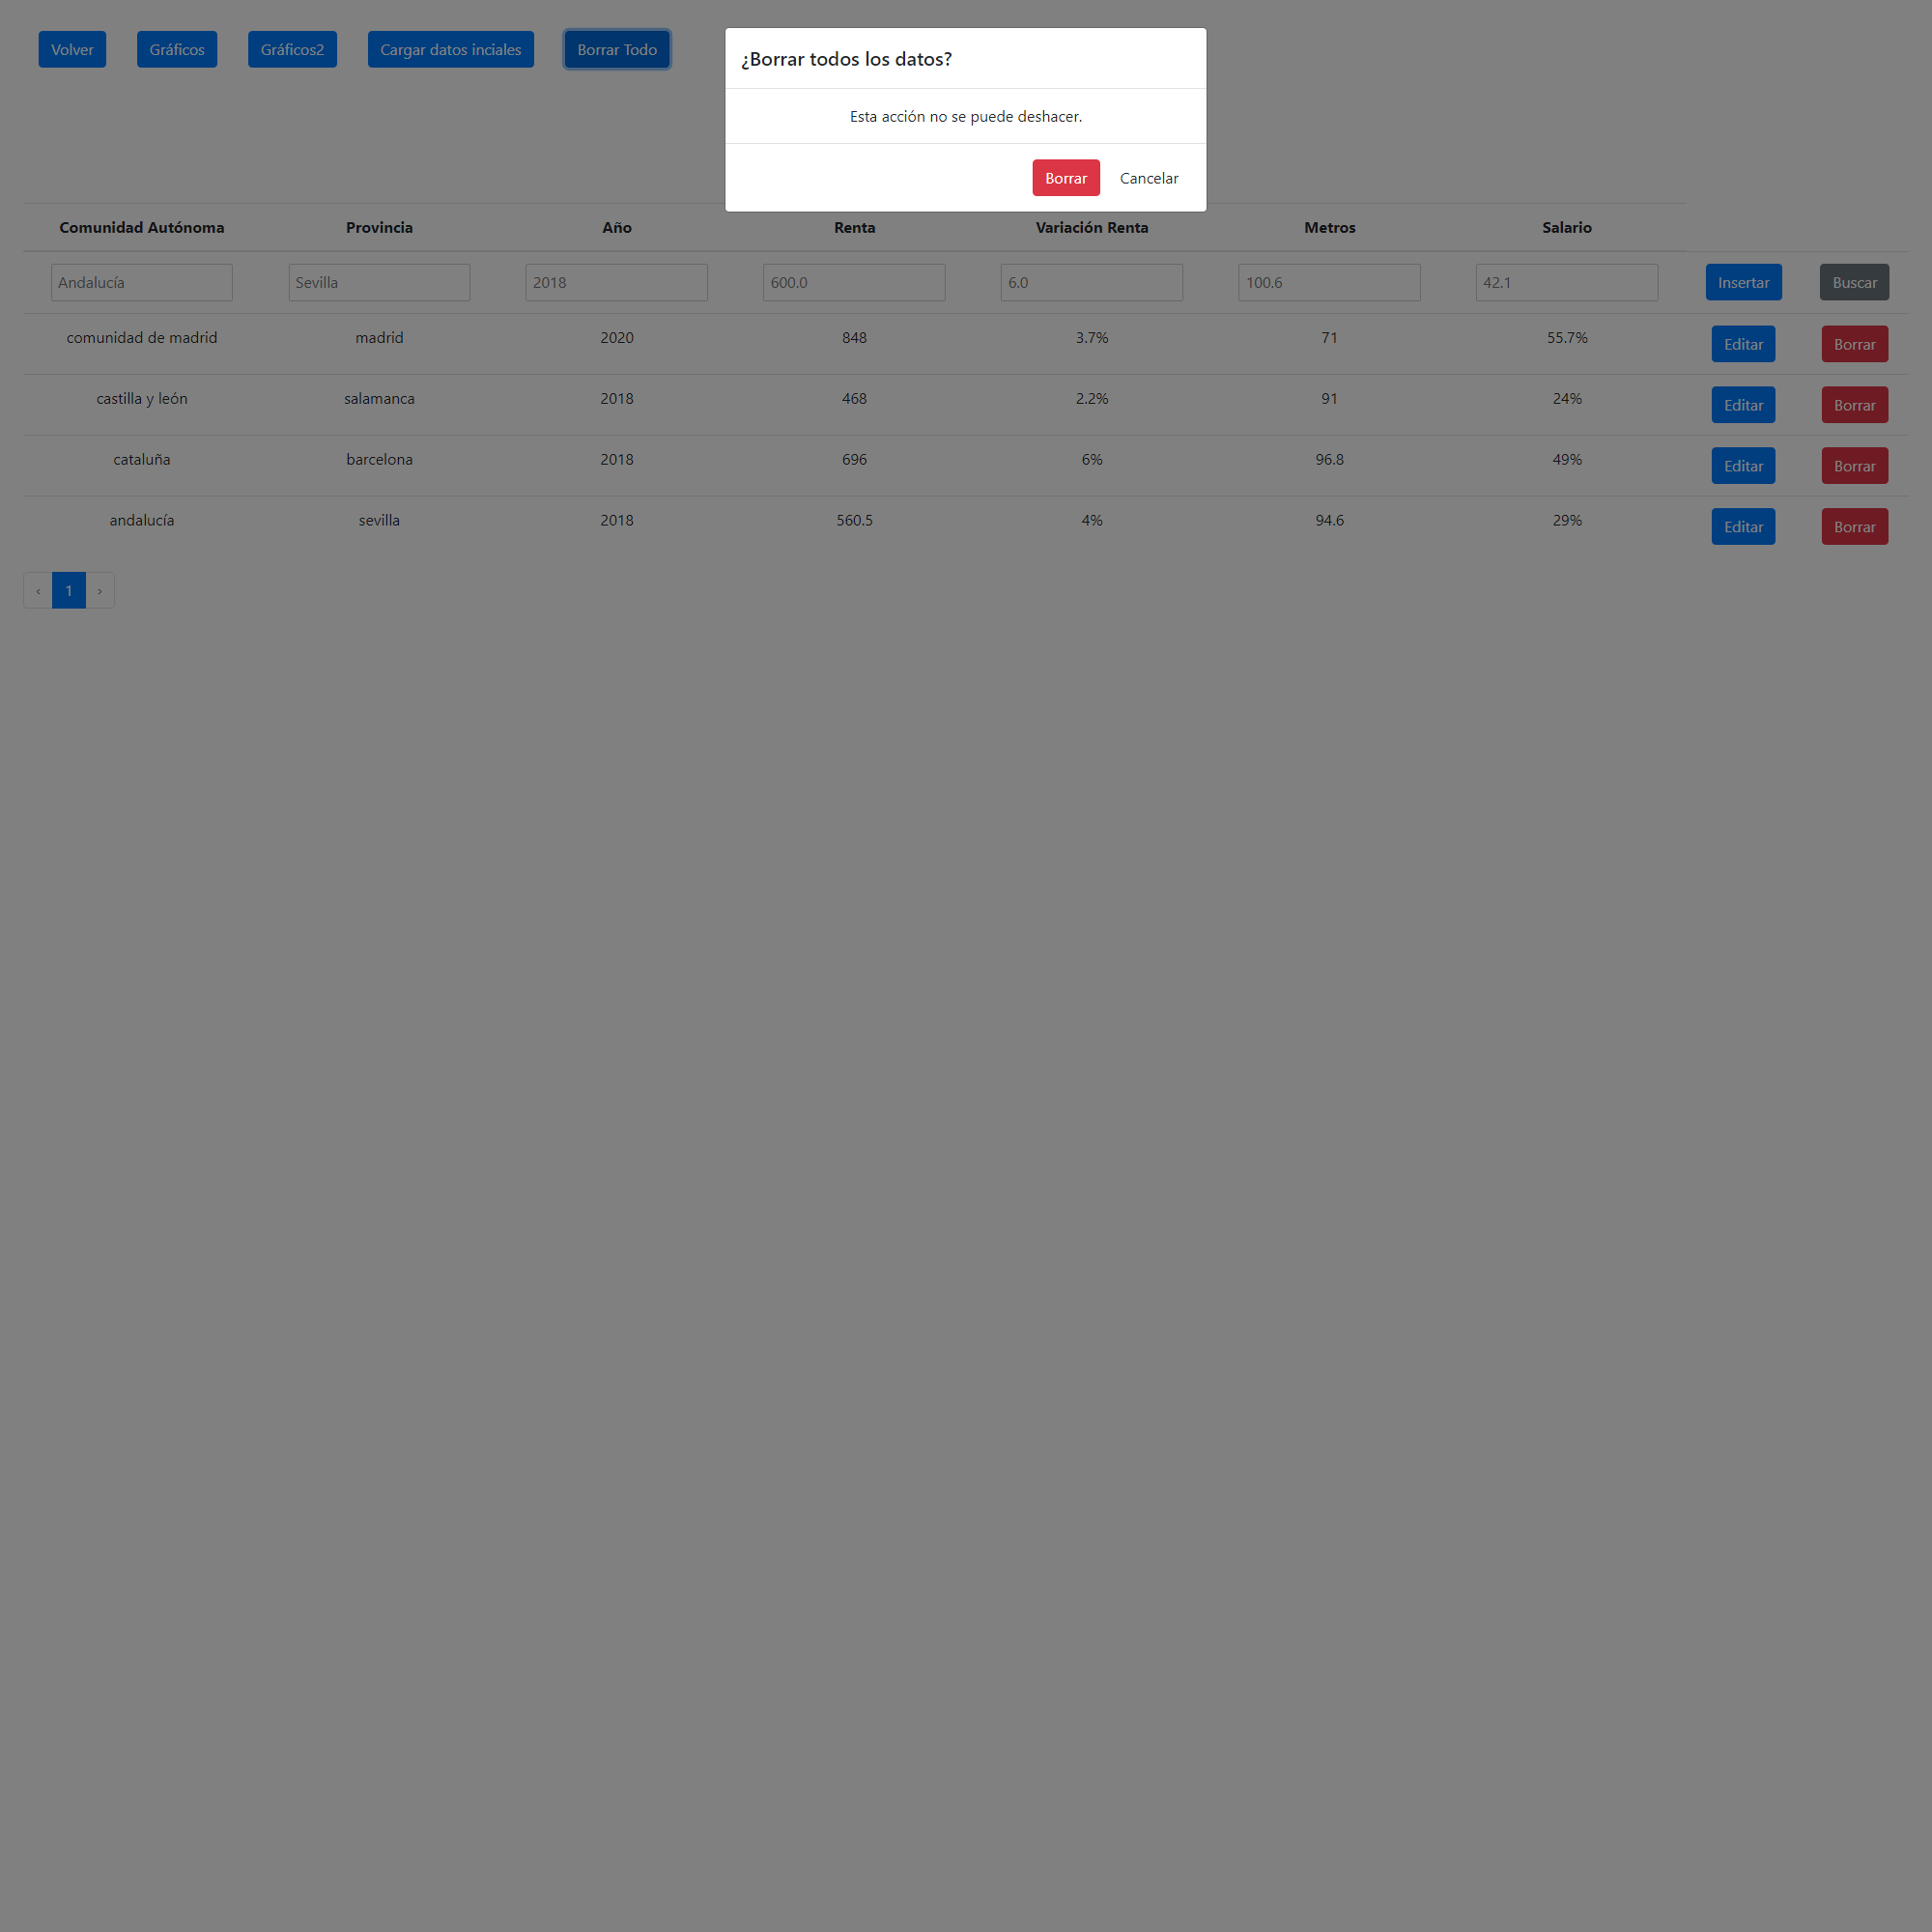 Volver Gráficos Gráficos2 Cargar datos inciales Borrar Todo
¿Borrar todos los datos?
Esta acción no se puede deshacer.
Borrar Cancelar
Comunidad Autónoma Provincia Año Renta Variación Renta Metros Salario
Andalucía Sevilla 2018 600.0 6.0 100.6 42.1 Insertar Buscar
comunidad de madrid madrid 2020 848 3.7% 71 55.7% Editar Borrar
castilla y león salamanca 2018 468 2.2% 91 24% Editar Borrar
cataluña barcelona 2018 696 6% 96.8 49% Editar Borrar
andalucía sevilla 2018 560.5 4% 94.6 29% Editar Borrar
‹ 1 ›